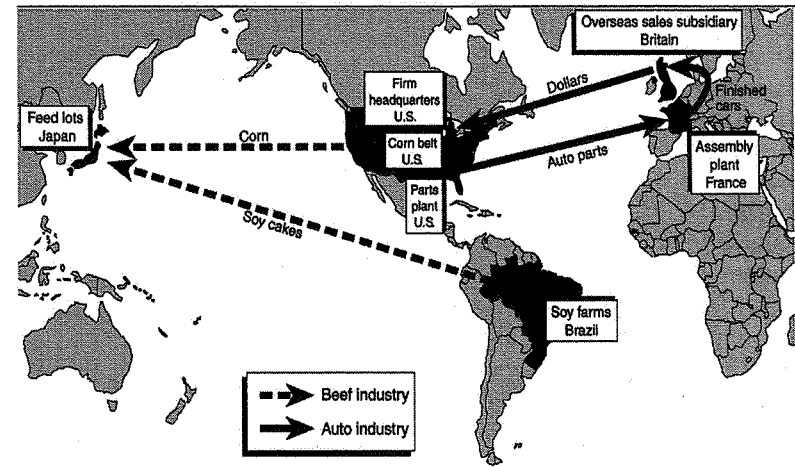 Overseas sales subsidiary
Britain
Dollars
Finished
cars
Firm
headquarters
U.S.
Feed lots
Japan
Corn
Corn belt
U.S.
Auto parts
Assembly
plant
France
Parts
plant
U.S.
Soy cakes
Soy farms
Brazil
Beef industry
Auto industry